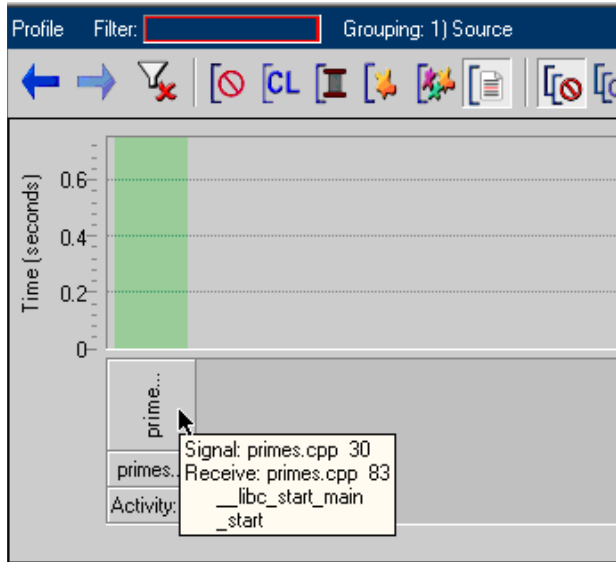 Profile Filter: Grouping: 1) Source
CL
Time (seconds)
0.6
0.4
0.2
0
prime...
primes..
Activity:
Signal: primes.cpp 30
Receive: primes.cpp 83
__libc_start_main
_start